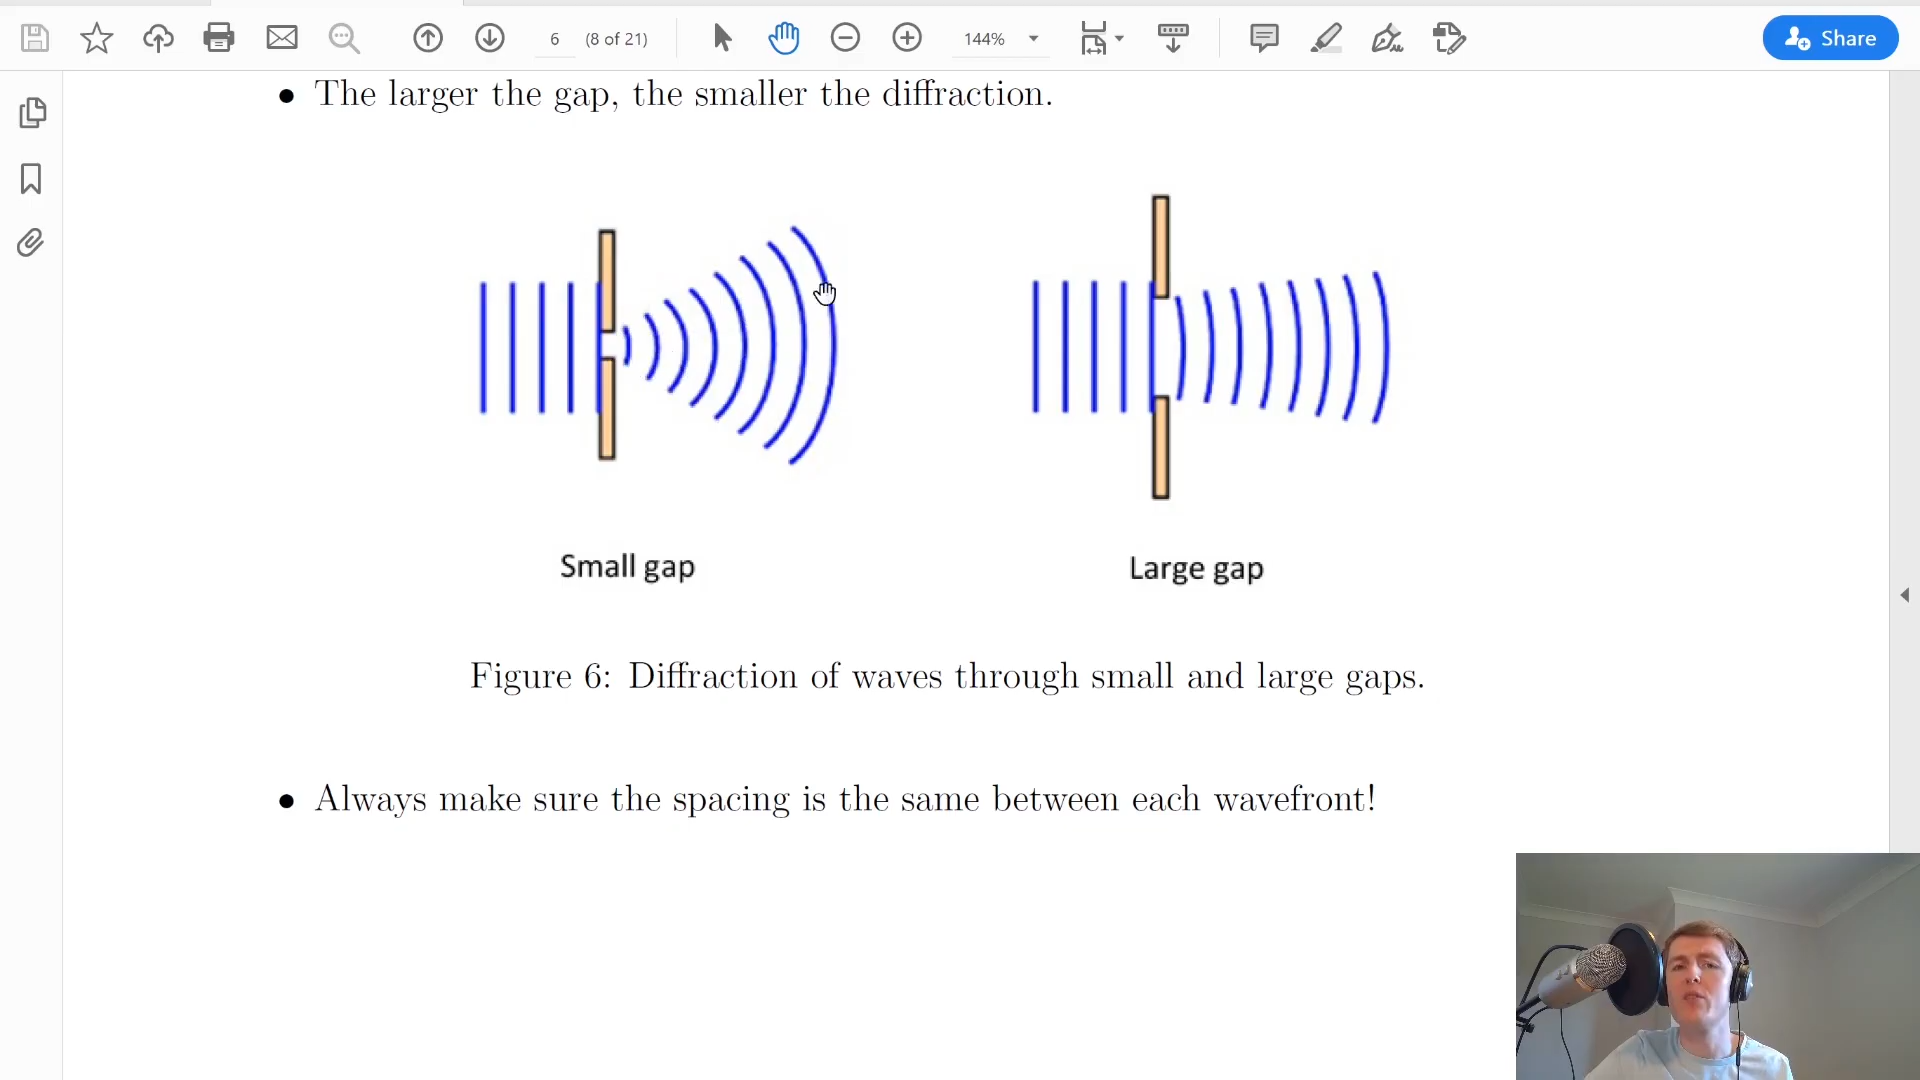 6 (8 of 21) 144% Share
• The larger the gap, the smaller the diffraction.
Small gap Large gap
Figure 6: Diffraction of waves through small and large gaps.
• Always make sure the spacing is the same between each wavefront!